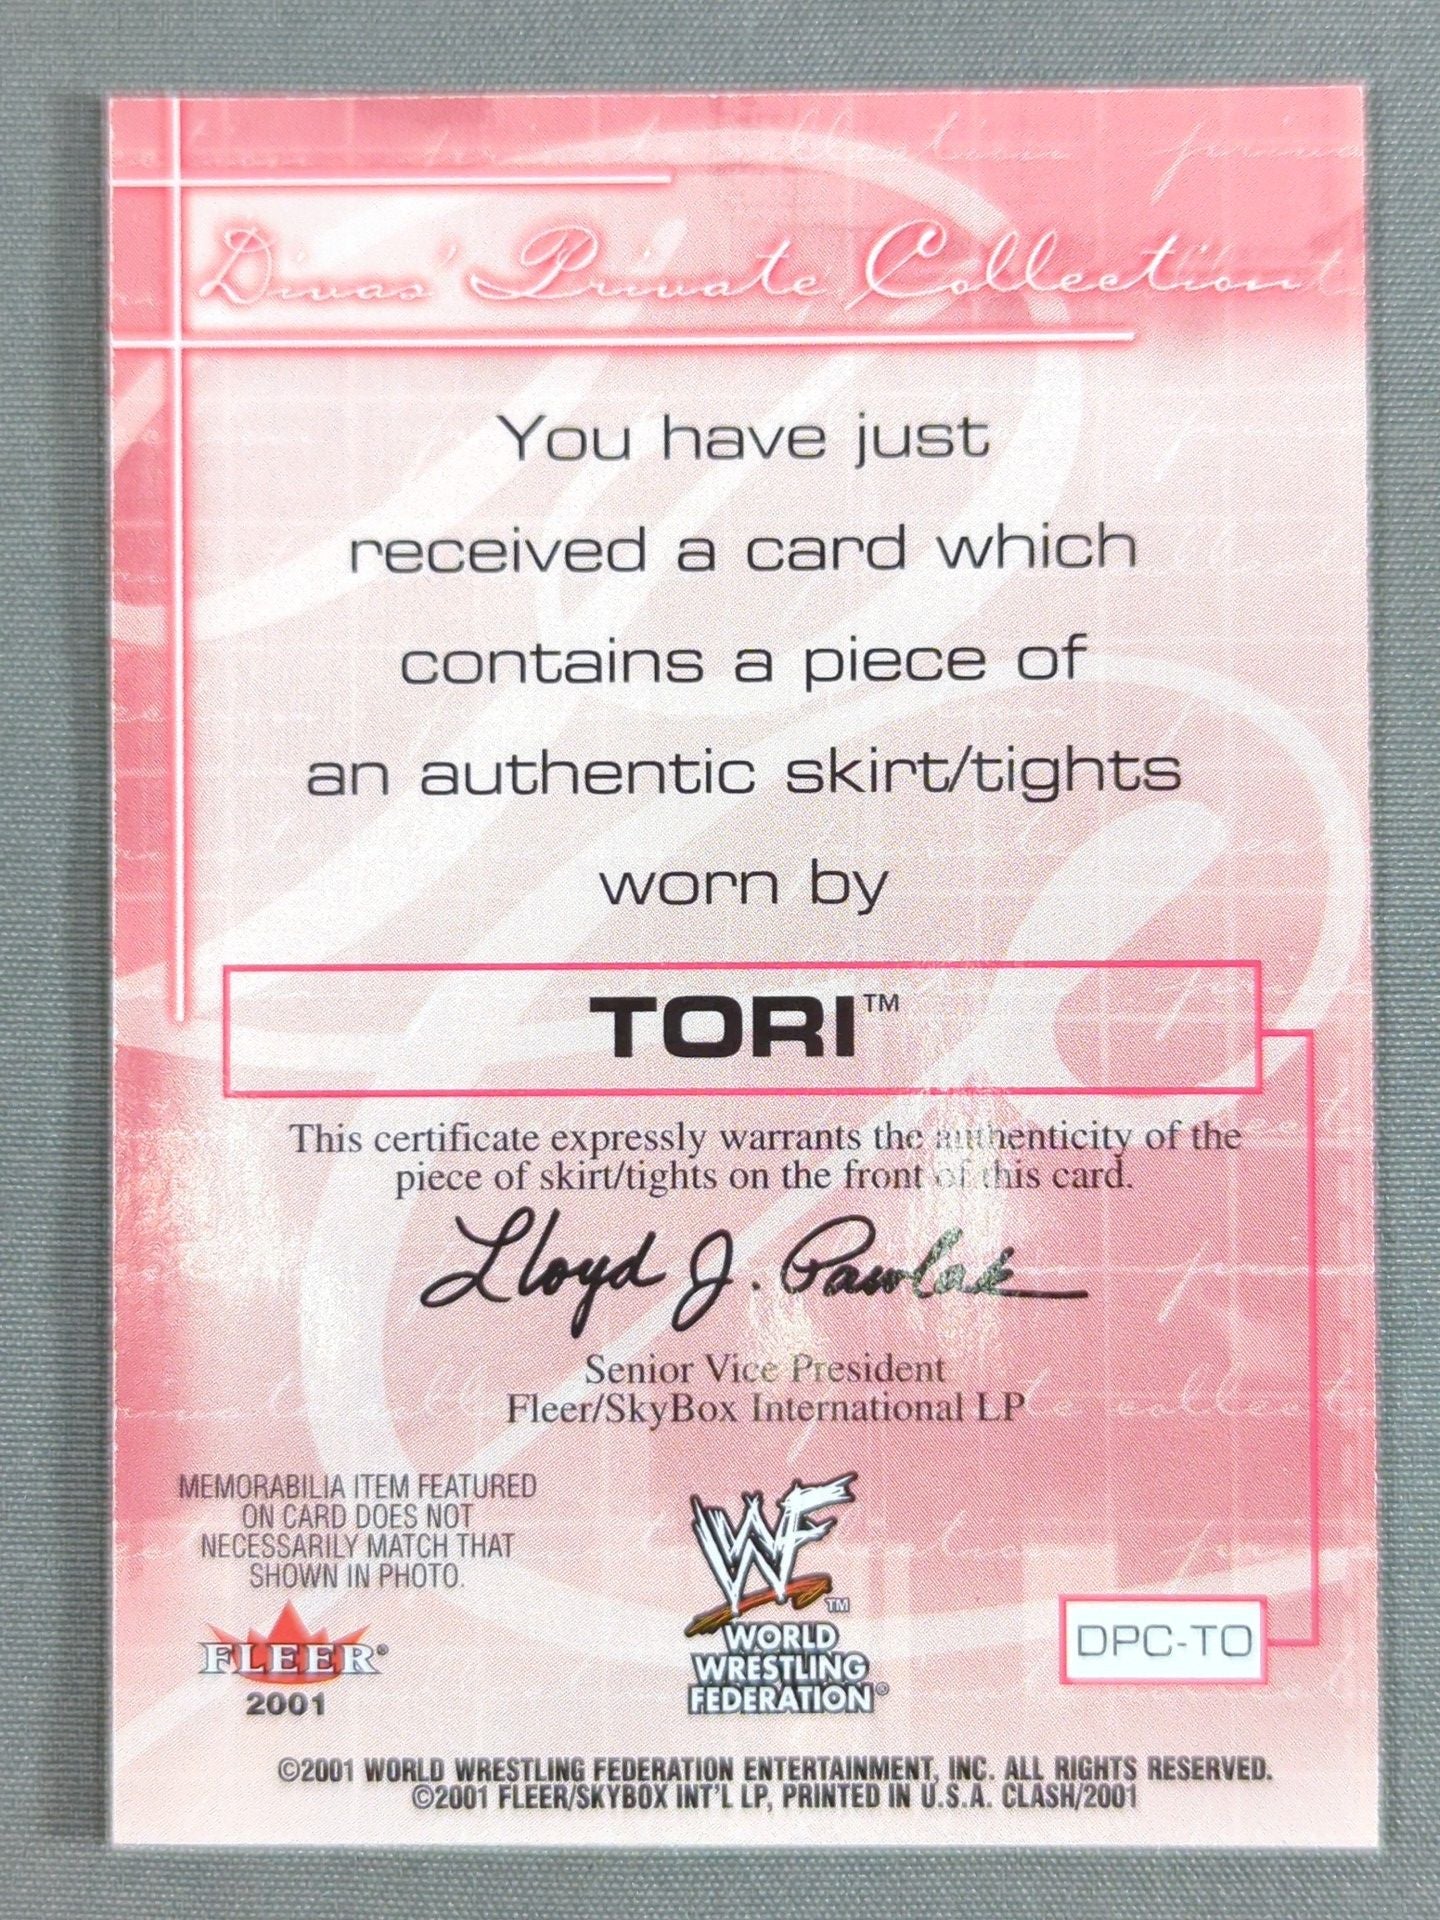 Divas' Private Collection
You have just
received a card which
contains a piece of
an authentic skirt/tights
worn by
TORI™
This certificate expressly warrants the authenticity of the
piece of skirt/tights on the front of this card.
Lloyd J. Pawlak
Senior Vice President
Fleer/SkyBox International LP
MEMORABILIA ITEM FEATURED
ON CARD DOES NOT
NECESSARILY MATCH THAT
SHOWN IN PHOTO.
FLEER®
2001
WF™
WORLD
WRESTLING
FEDERATION®
DPC-TO
©2001 WORLD WRESTLING FEDERATION ENTERTAINMENT, INC. ALL RIGHTS RESERVED.
©2001 FLEER/SKYBOX INT'L LP, PRINTED IN U.S.A. CLASH/2001